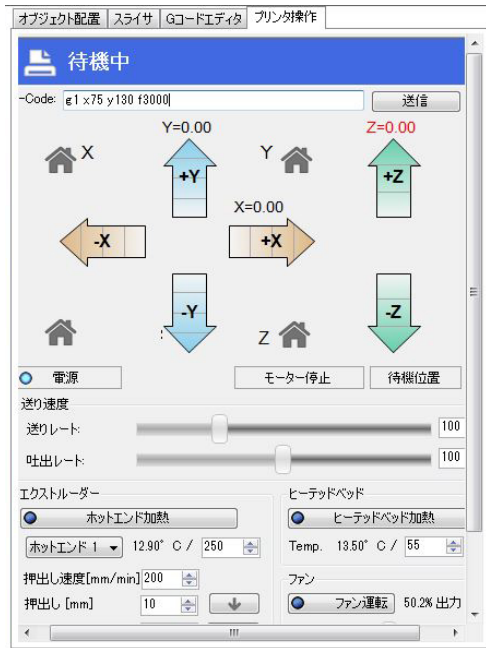 オブジェクト配置 スライサ Gコードエディタ プリンタ操作
待機中
-Code: g1 x75 y130 f3000 送信
Y=0.00 Z=0.00
X +Y Y +Z
X=0.00
-X +X
-Y -Z
Z
電源 モーター停止 待機位置
送り速度
送りレート: 100
吐出レート: 100
エクストルーダー ヒーテッドベッド
ホットエンド加熱 ヒーテッドベッド加熱
ホットエンド 1 12.90° C / 250 Temp. 13.50° C / 55
押出し速度[mm/min] 200 ファン
押出し [mm] 10 ファン運転 50.2% 出力